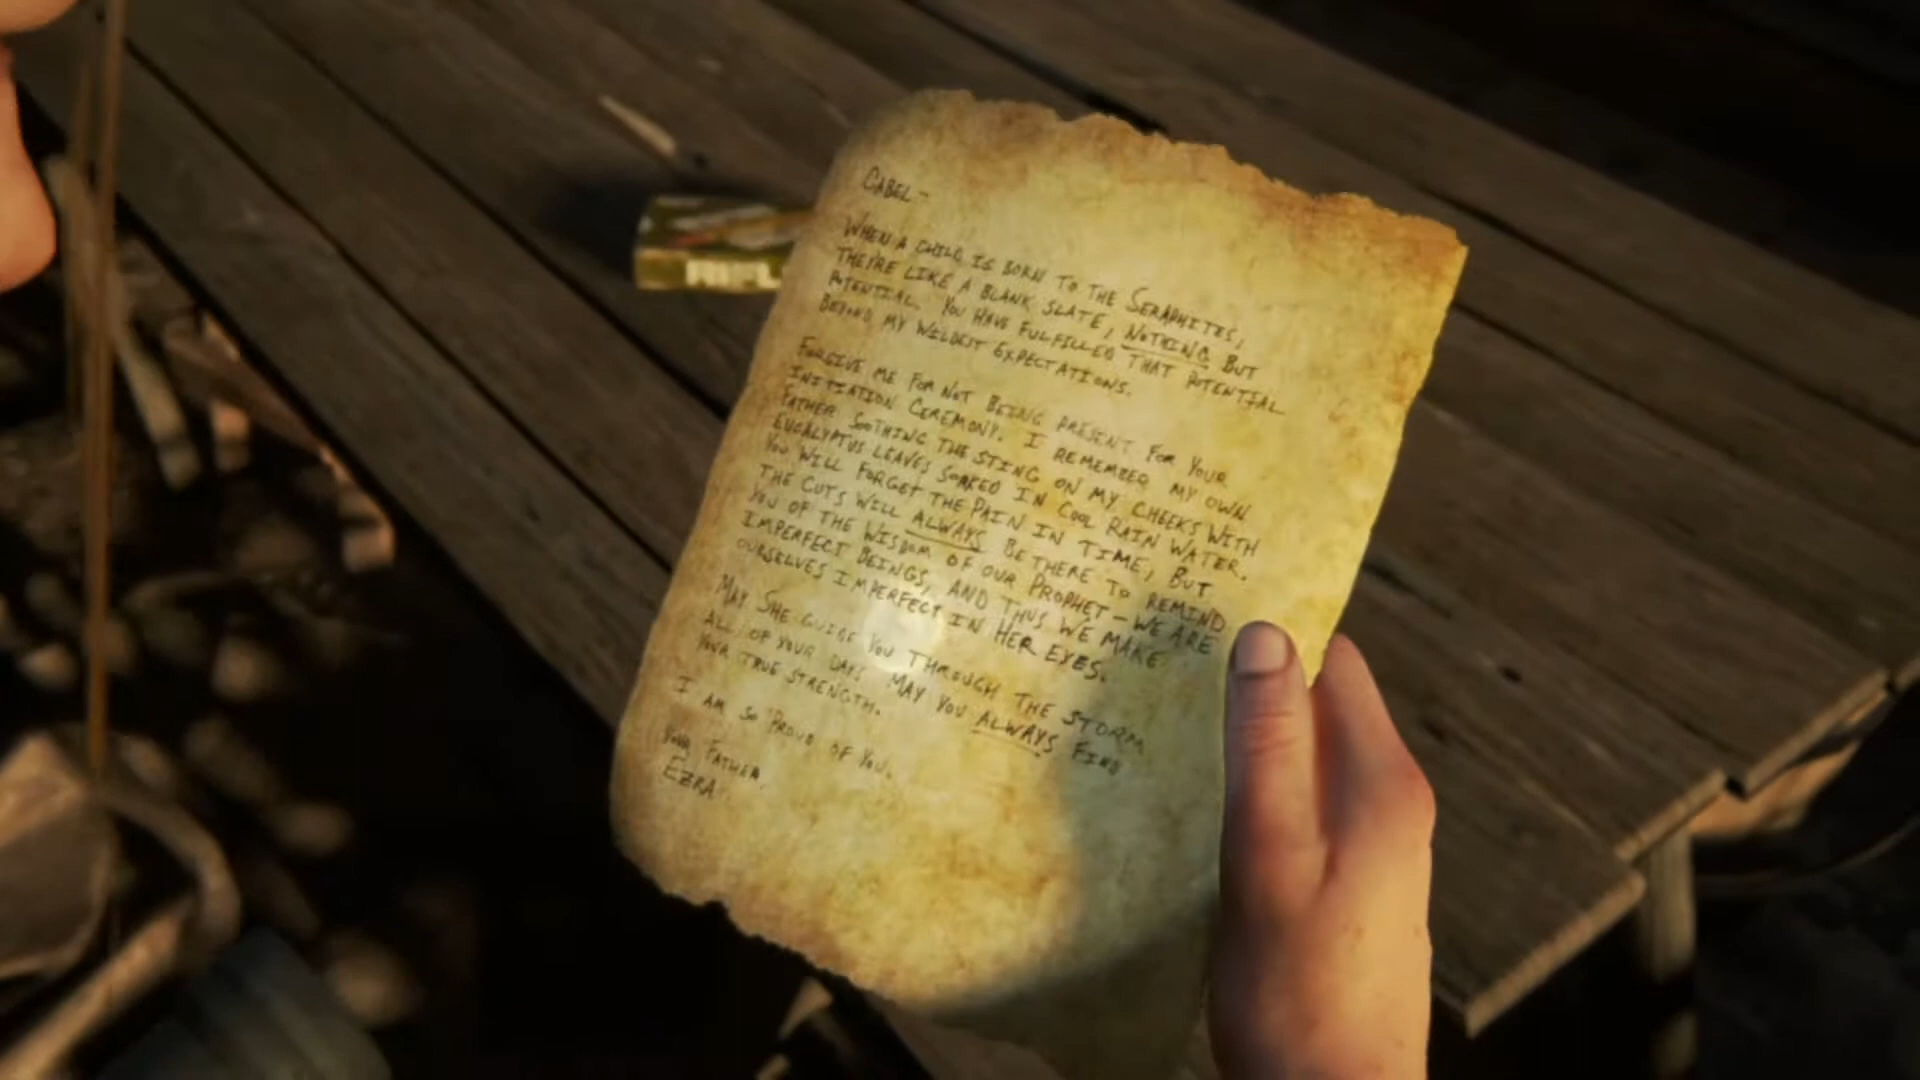 CABEL -
WHEN A CHILD IS BORN TO THE SERAPHITES,
THEY'RE LIKE A BLANK SLATE, NOTHING BUT
POTENTIAL. YOU HAVE FULFILLED THAT POTENTIAL
BEYOND MY WILDEST EXPECTATIONS.
FORGIVE ME FOR NOT BEING PRESENT FOR YOUR
INITIATION CEREMONY. I REMEMBER MY OWN
FATHER SOOTHING THE STING ON MY CHEEKS WITH
EUCALYPTUS LEAVES SOAKED IN COOL RAIN WATER.
YOU WILL FORGET THE PAIN IN TIME, BUT
THE CUTS WILL ALWAYS BE THERE TO REMIND
YOU OF THE WISDOM OF OUR PROPHET - WE ARE
IMPERFECT BEINGS, AND THUS WE MAKE
OURSELVES IMPERFECT IN HER EYES.
MAY SHE GUIDE YOU THROUGH THE STORM
ALL OF YOUR DAYS. MAY YOU ALWAYS FIND
YOUR TRUE STRENGTH.
I AM SO PROUD OF YOU.
YOUR FATHER,
EZRA